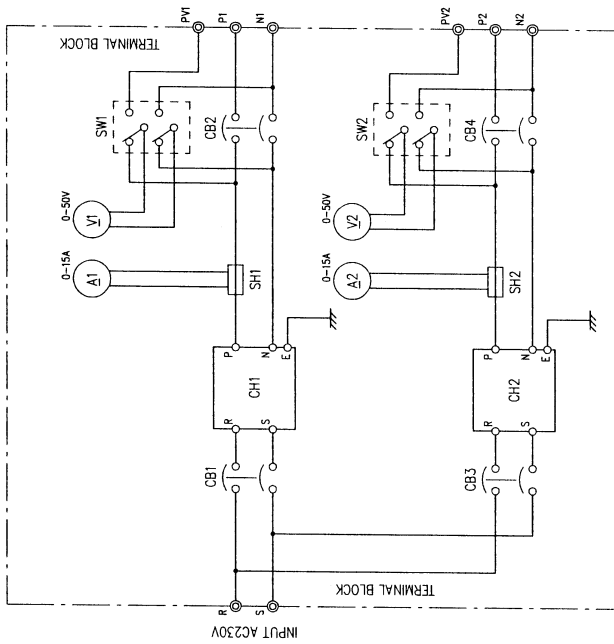 TERMINAL BLOCK
PV1
P1
N1
SW1
CB2
0-50V
V1
0-15A
A1
SH1
P
N
E
CH1
R
S
CB1
R
S
INPUT AC230V
TERMINAL BLOCK
PV2
P2
N2
SW2
CB4
0-50V
V2
0-15A
A2
SH2
P
N
E
CH2
R
S
CB3